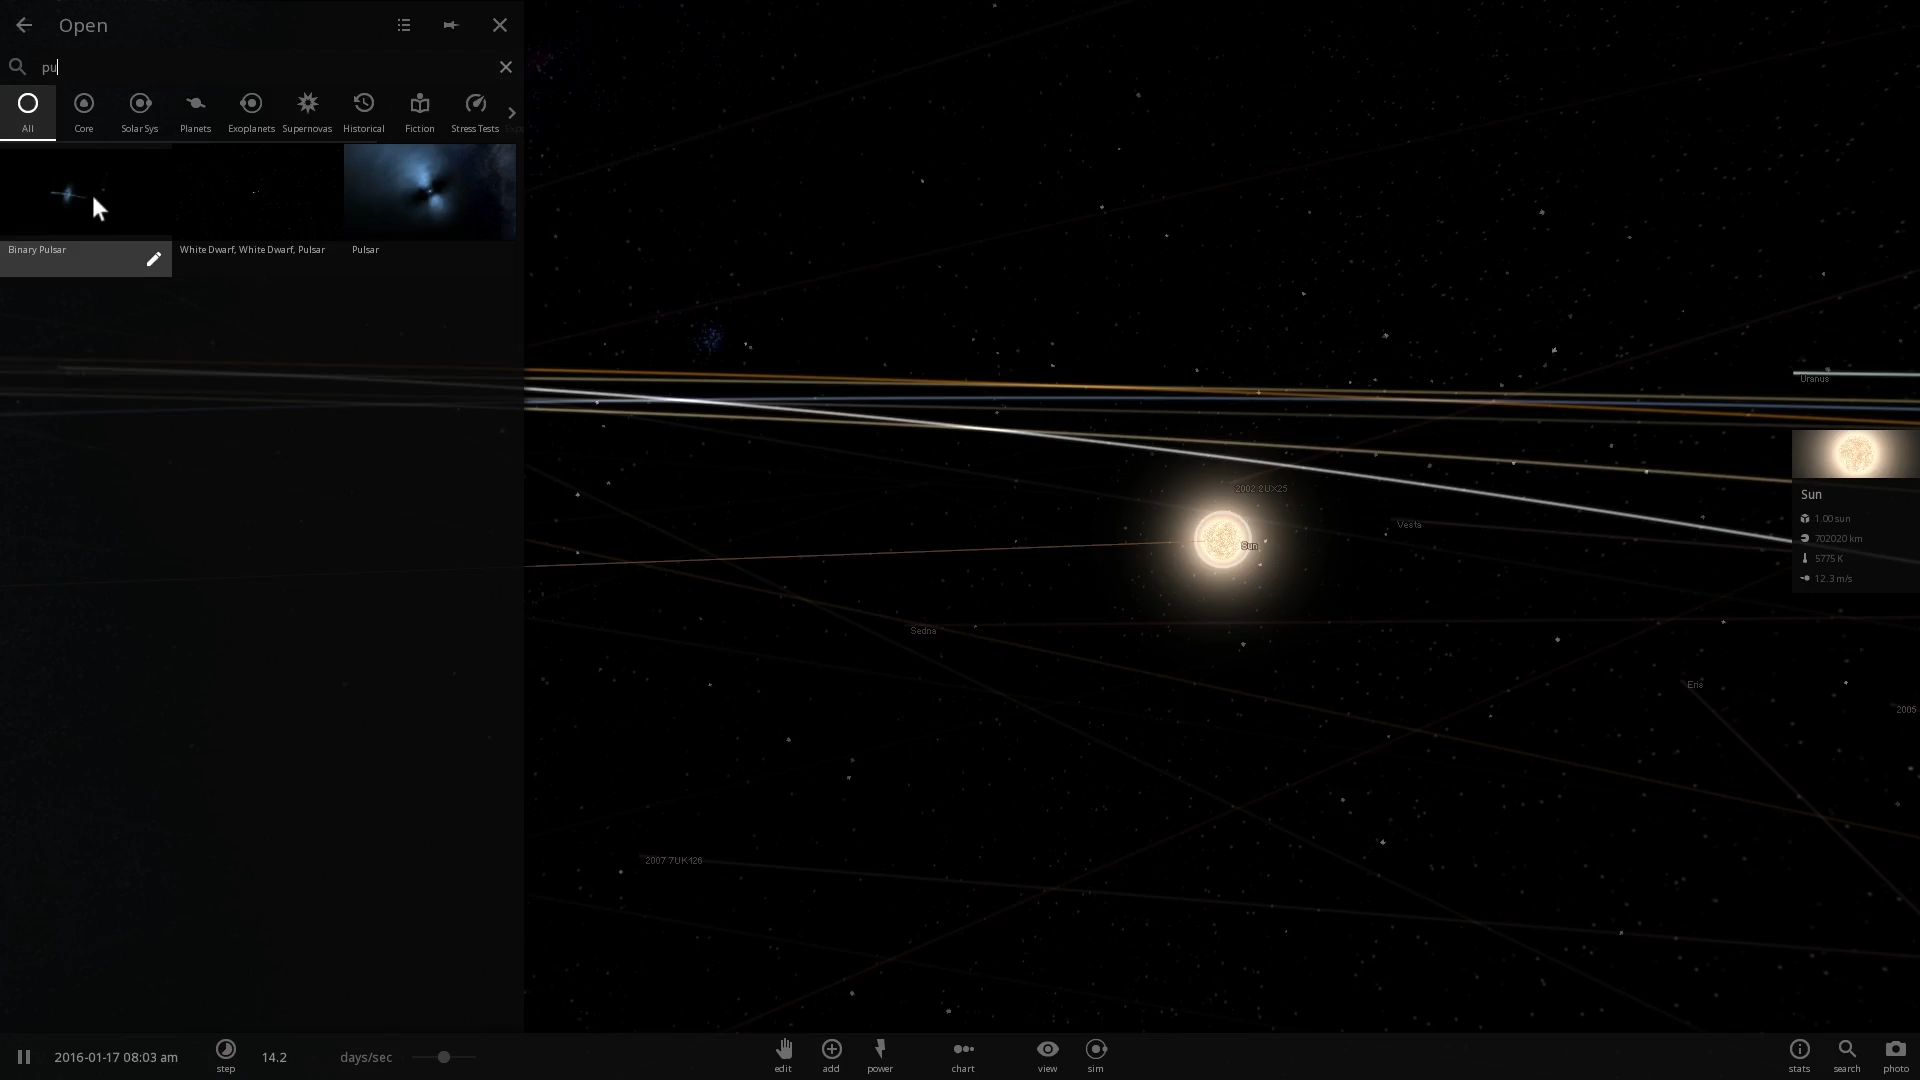 Open
pu
All
Core
Solar Sys
Planets
Exoplanets
Supernovas
Historical
Fiction
Stress Tests
Binary Pulsar
White Dwarf, White Dwarf, Pulsar
Pulsar
Uranus
2002 2UX25
Vesta
Sun
Sun
1.00 sun
702020 km
5775 K
12.3 m/s
Sedna
Eris
2005
2007 7UK126
2016-01-17 08:03 am
step
14.2
days/sec
edit
add
power
chart
view
sim
stats
search
photo